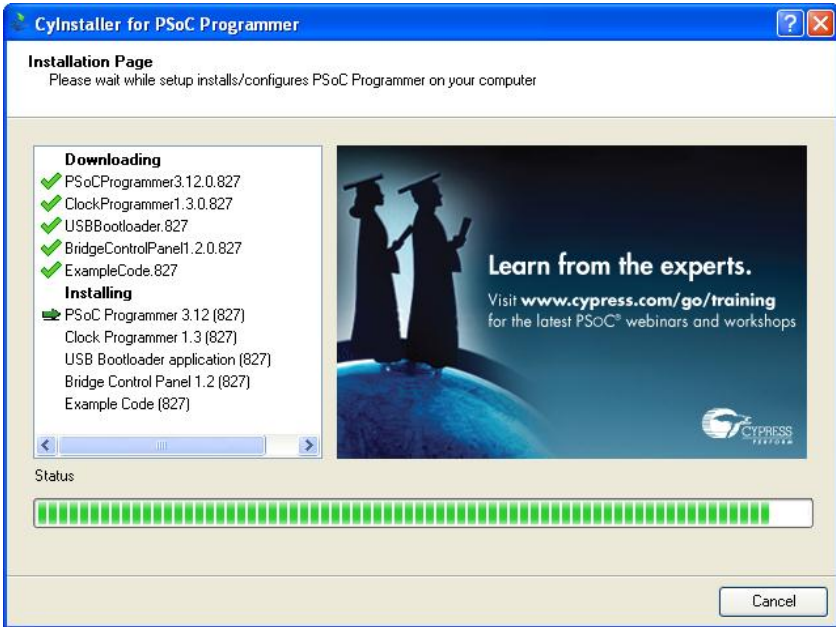 CyInstaller for PSoC Programmer
Installation Page
Please wait while setup installs/configures PSoC Programmer on your computer
Downloading
PSoCProgrammer3.12.0.827
ClockProgrammer1.3.0.827
USBBootloader.827
BridgeControlPanel1.2.0.827
ExampleCode.827
Installing
PSoC Programmer 3.12 (827)
Clock Programmer 1.3 (827)
USB Bootloader application (827)
Bridge Control Panel 1.2 (827)
Example Code (827)
Learn from the experts.
Visit www.cypress.com/go/training
for the latest PSoC® webinars and workshops
CYPRESS
PERFORM
Status
Cancel